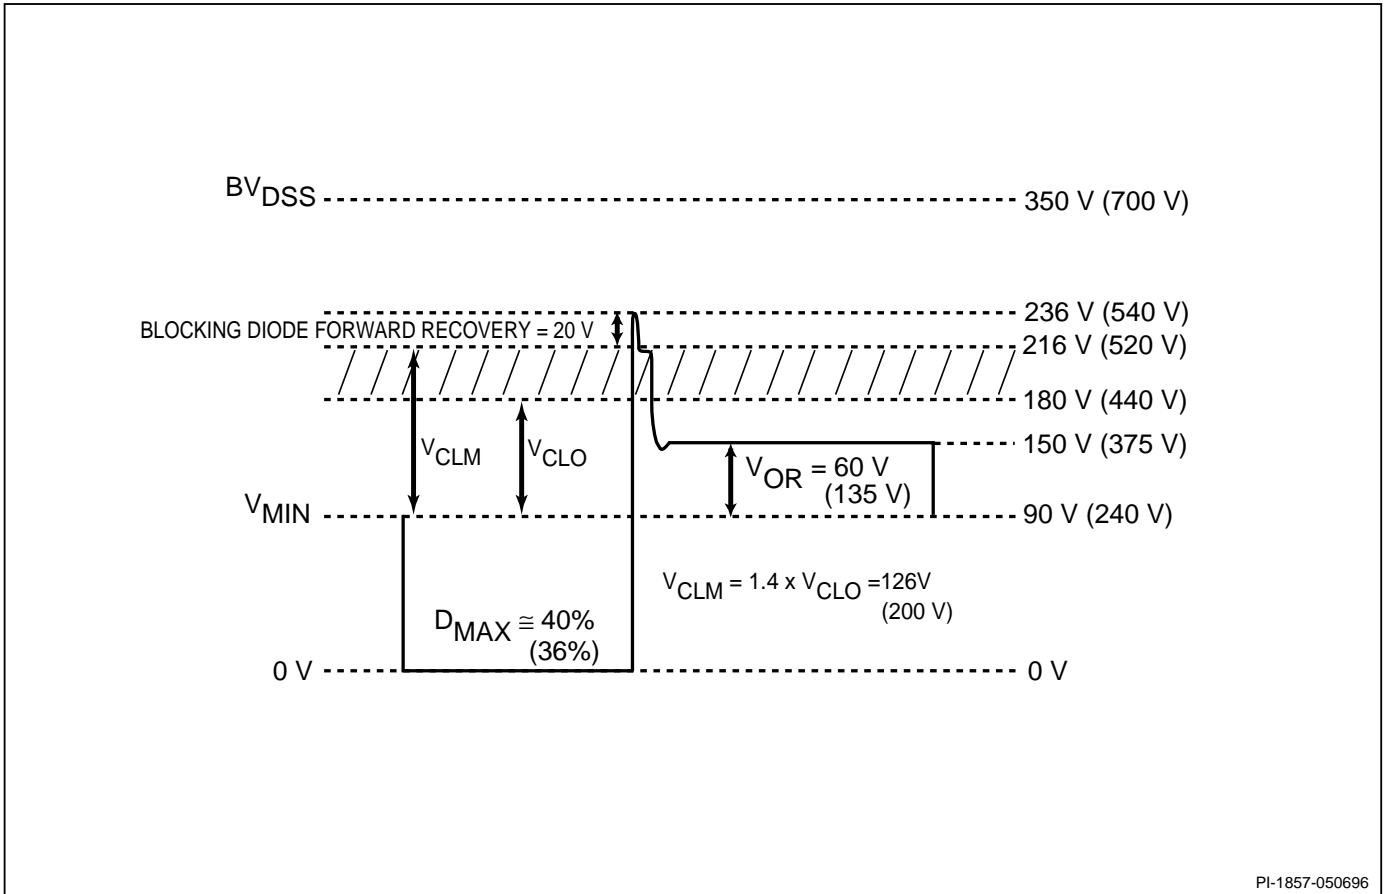 BVDSS
350 V (700 V)
236 V (540 V)
BLOCKING DIODE FORWARD RECOVERY = 20 V
216 V (520 V)
180 V (440 V)
150 V (375 V)
VCLM
VCLO
VOR = 60 V
(135 V)
VMIN
90 V (240 V)
VCLM = 1.4 x VCLO =126V
(200 V)
DMAX ≅ 40%
(36%)
0 V
0 V
PI-1857-050696